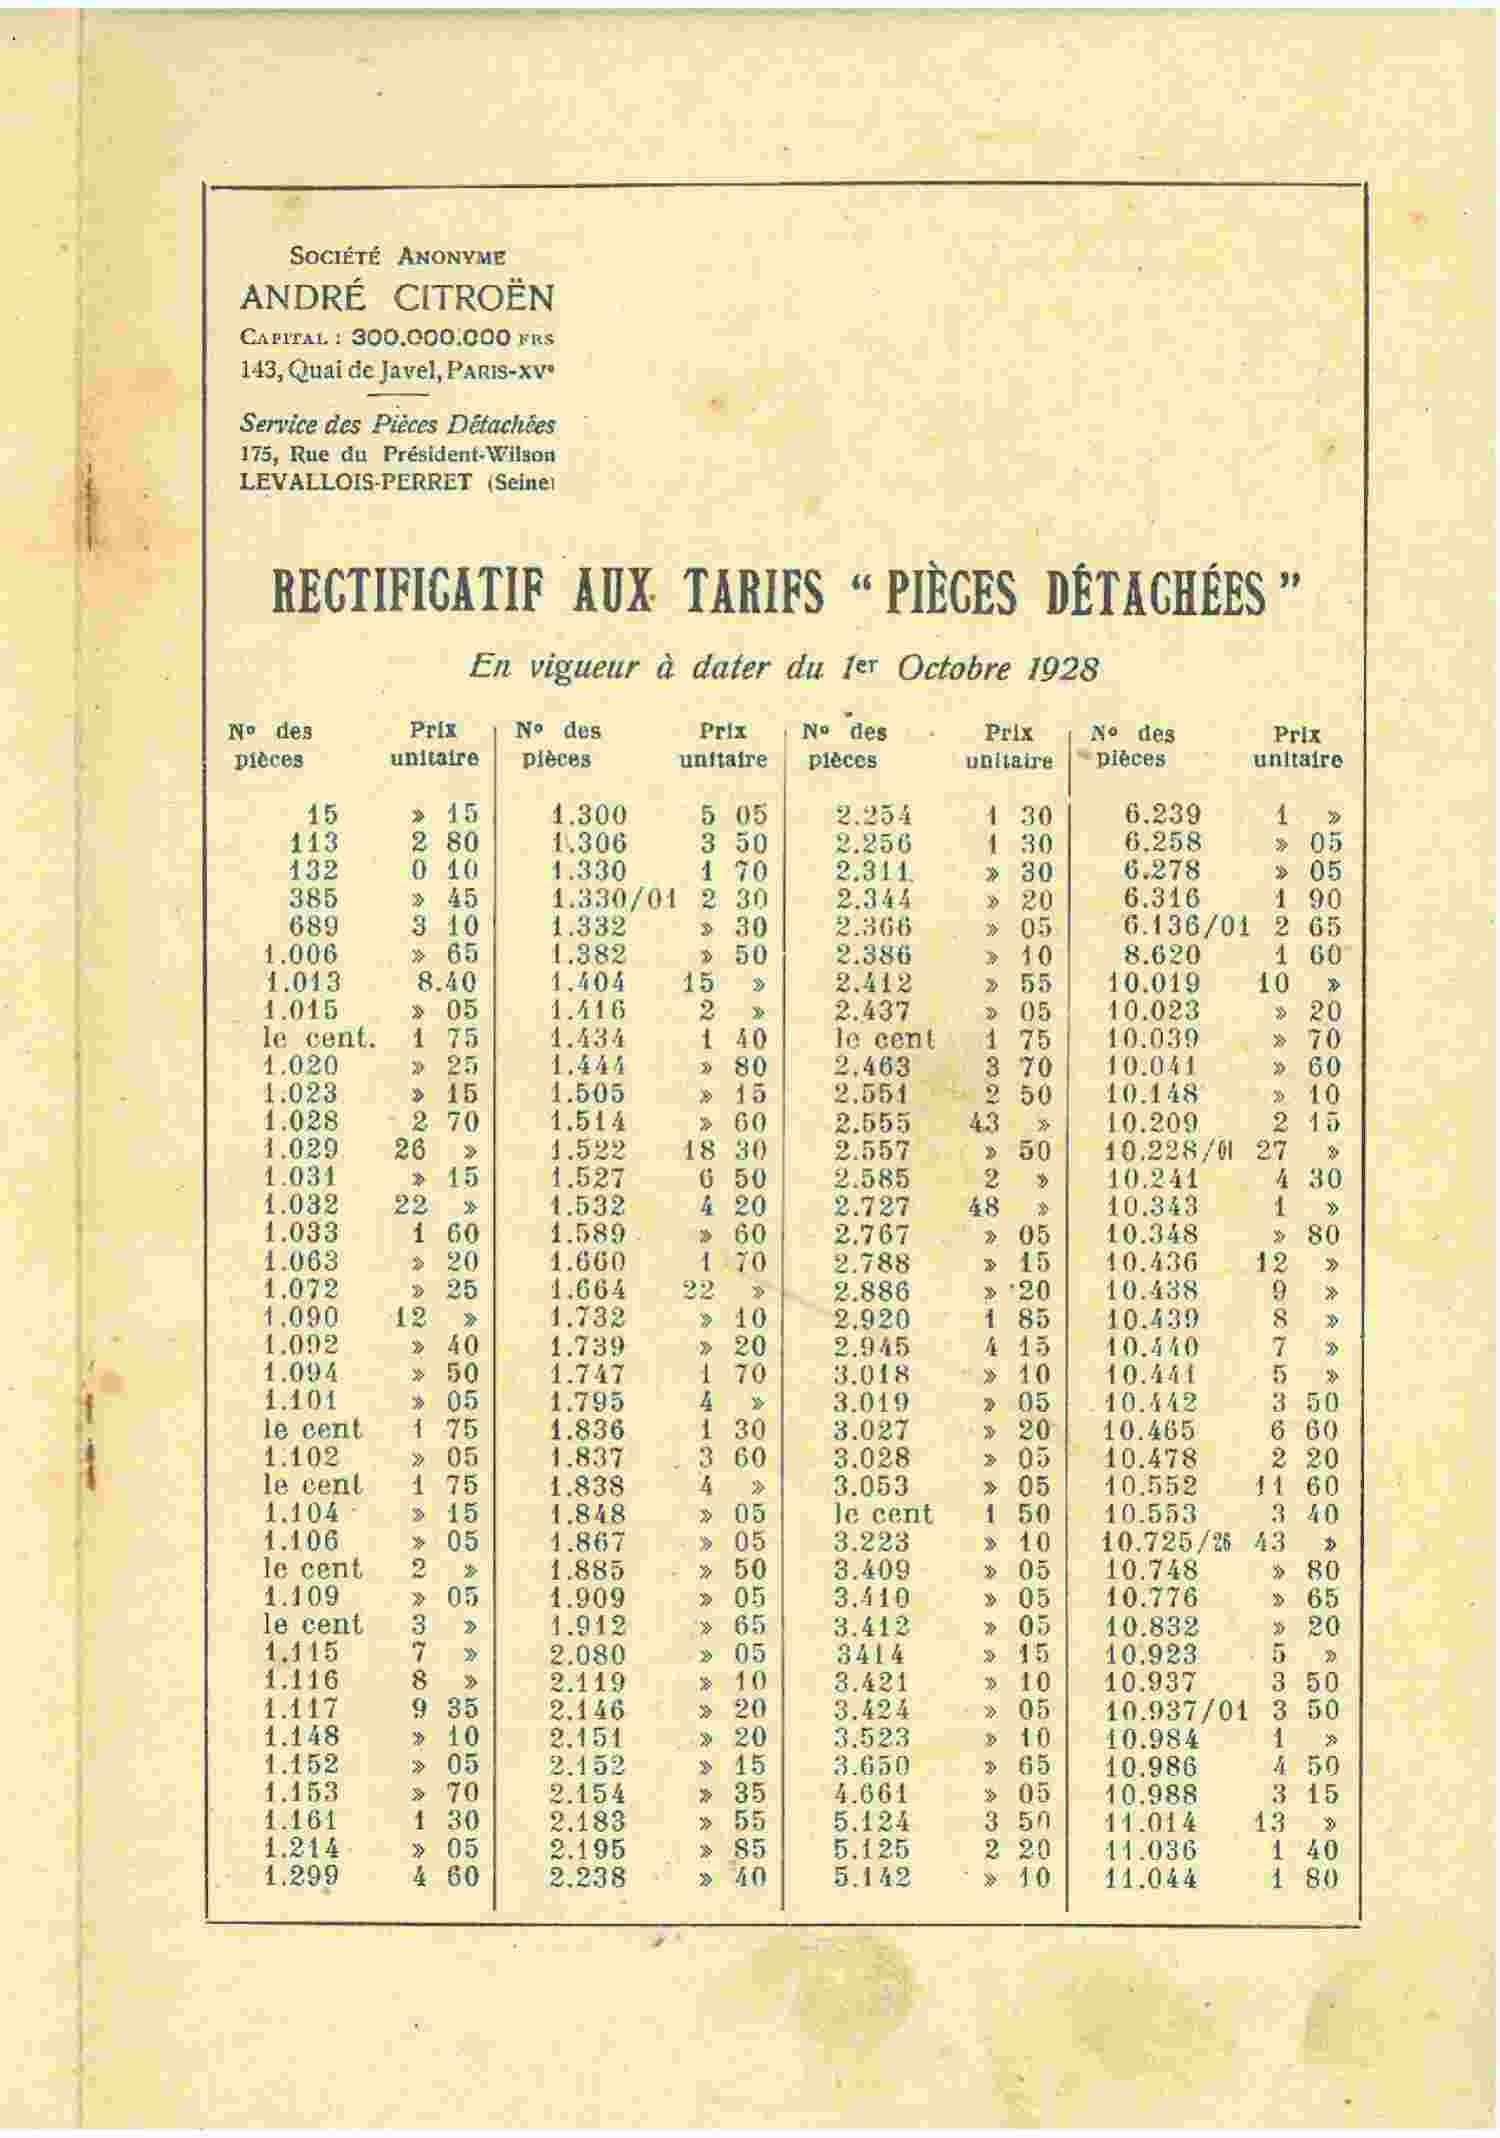 SOCIÉTÉ ANONYME
ANDRÉ CITROËN
CAPITAL : 300.000.000 FRS
143, Quai de Javel, PARIS-XVe
Service des Pièces Détachées
175, Rue du Président-Wilson
LEVALLOIS-PERRET (Seine)
RECTIFICATIF AUX TARIFS “ PIÈCES DÉTACHÉES ”
En vigueur à dater du 1er Octobre 1928
No des Prix
pièces unitaire
15 » 15
113 2 80
132 0 10
385 » 45
689 3 10
1.006 » 65
1.013 8.40
1.015 » 05
le cent. 1 75
1.020 » 25
1.023 » 15
1.028 2 70
1.029 26 »
1.031 » 15
1.032 22 »
1.033 1 60
1.063 » 20
1.072 » 25
1.090 12 »
1.092 » 40
1.094 » 50
1.101 » 05
le cent 1 75
1.102 » 05
le cent 1 75
1.104 » 15
1.106 » 05
le cent 2 »
1.109 » 05
le cent 3 »
1.115 7 »
1.116 8 »
1.117 9 35
1.148 » 10
1.152 » 05
1.153 » 70
1.161 1 30
1.214 » 05
1.299 4 60
No des Prix
pièces unitaire
1.300 5 05
1.306 3 50
1.330 1 70
1.330/01 2 30
1.332 » 30
1.382 » 50
1.404 15 »
1.416 2 »
1.434 1 40
1.444 » 80
1.505 » 15
1.514 » 60
1.522 18 30
1.527 6 50
1.532 4 20
1.589 » 60
1.660 1 70
1.664 22 »
1.732 » 10
1.739 » 20
1.747 1 70
1.795 4 »
1.836 1 30
1.837 3 60
1.838 4 »
1.848 » 05
1.867 » 05
1.885 » 50
1.909 » 05
1.912 » 65
2.080 » 05
2.119 » 10
2.146 » 20
2.151 » 20
2.152 » 15
2.154 » 35
2.183 » 55
2.195 » 85
2.238 » 40
No des Prix
pièces unitaire
2.254 1 30
2.256 1 30
2.311 » 30
2.344 » 20
2.366 » 05
2.386 » 10
2.412 » 55
2.437 » 05
le cent 1 75
2.463 3 70
2.551 2 50
2.555 43 »
2.557 » 50
2.585 2 »
2.727 48 »
2.767 » 05
2.788 » 15
2.886 » 20
2.920 1 85
2.945 4 15
3.018 » 10
3.019 » 05
3.027 » 20
3.028 » 05
3.053 » 05
le cent 1 50
3.223 » 10
3.409 » 05
3.410 » 05
3.412 » 05
3414 » 15
3.421 » 10
3.424 » 05
3.523 » 10
3.650 » 65
4.661 » 05
5.124 3 50
5.125 2 20
5.142 » 10
No des Prix
pièces unitaire
6.239 1 »
6.258 » 05
6.278 » 05
6.316 1 90
6.136/01 2 65
8.620 1 60
10.019 10 »
10.023 » 20
10.039 » 70
10.041 » 60
10.148 » 10
10.209 2 15
10.228/01 27 »
10.241 4 30
10.343 1 »
10.348 » 80
10.436 12 »
10.438 9 »
10.439 8 »
10.440 7 »
10.441 5 »
10.442 3 50
10.465 6 60
10.478 2 20
10.552 11 60
10.553 3 40
10.725/26 43 »
10.748 » 80
10.776 » 65
10.832 » 20
10.923 5 »
10.937 3 50
10.937/01 3 50
10.984 1 »
10.986 4 50
10.988 3 15
11.014 13 »
11.036 1 40
11.044 1 80